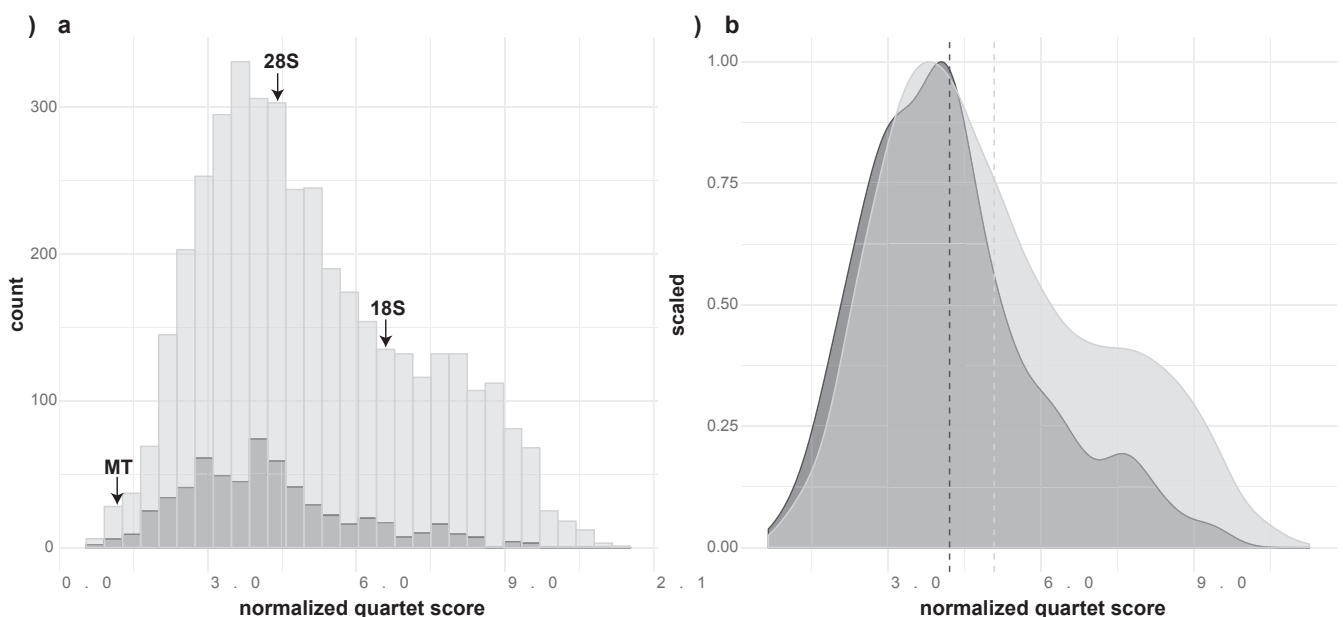 ) a
28S
300
200
count
18S
100
MT
0
0 . 0 3 . 0 6 . 0 9 . 0 2 . 1
normalized quartet score
) b
1.00
0.75
scaled
0.50
0.25
0.00
3 . 0 6 . 0 9 . 0
normalized quartet score